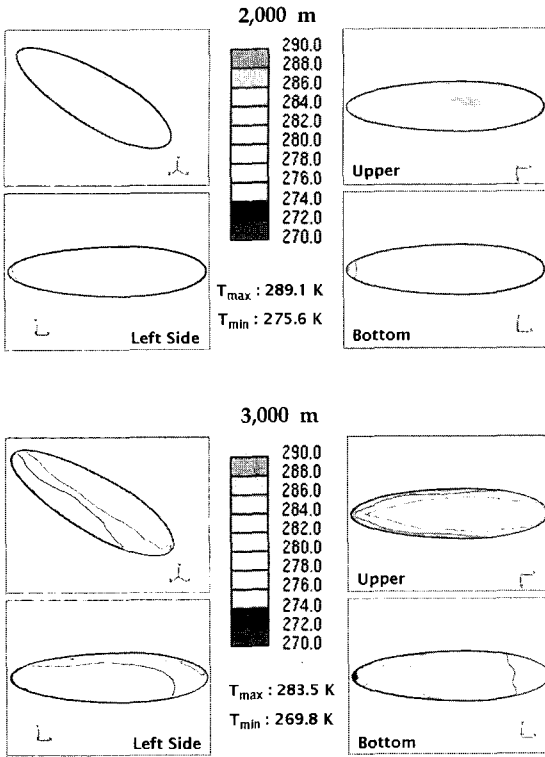 2,000 m
290.0
288.0
286.0
284.0
282.0
280.0
278.0
276.0
274.0
272.0
270.0
Upper
Left Side
Tmax : 289.1 K
Tmin : 275.6 K
Bottom
3,000 m
290.0
288.0
286.0
284.0
282.0
280.0
278.0
276.0
274.0
272.0
270.0
Upper
Left Side
Tmax : 283.5 K
Tmin : 269.8 K
Bottom